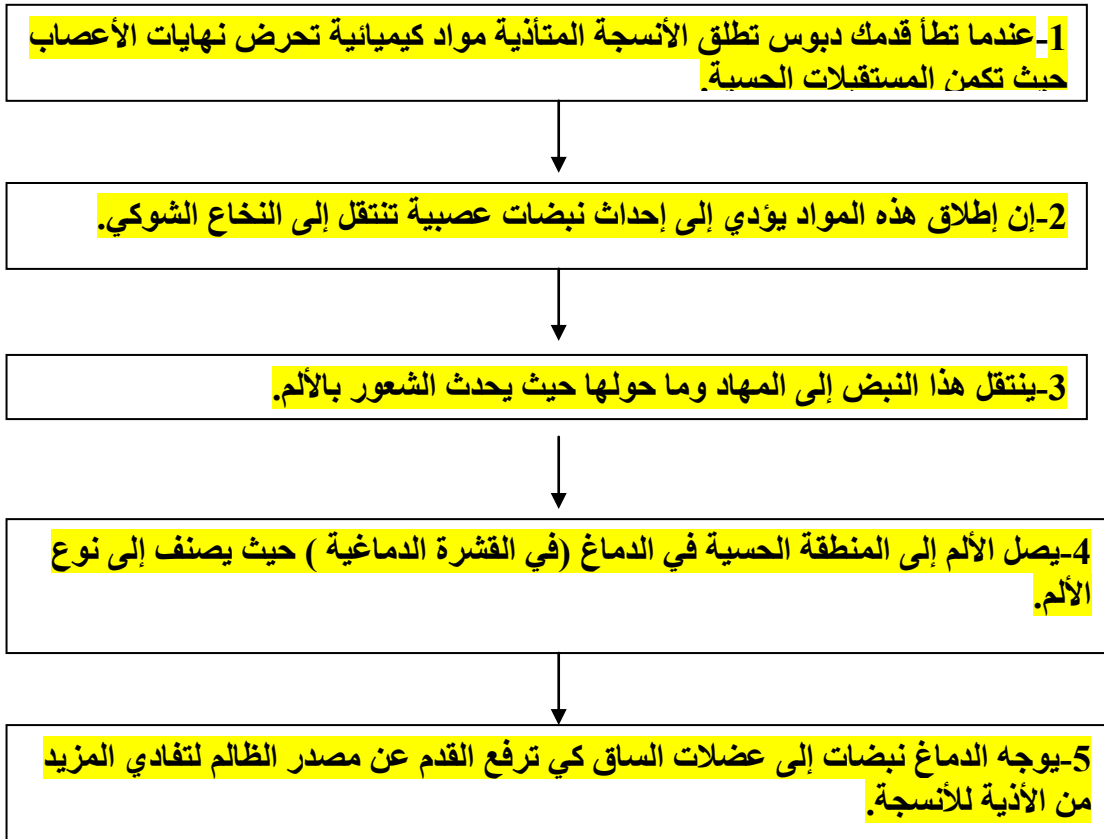 1-عندما تطأ قدمك دبوس تطلق الأنسجة المتأذية مواد كيميائية تحرض نهايات الأعصاب
حيث تكمن المستقبلات الحسية.
2-إن إطلاق هذه المواد يؤدي إلى إحداث نبضات عصبية تنتقل إلى النخاع الشوكي.
3-ينتقل هذا النبض إلى المهاد وما حولها حيث يحدث الشعور بالألم.
4-يصل الألم إلى المنطقة الحسية في الدماغ (في القشرة الدماغية ) حيث يصنف إلى نوع
الألم.
5-يوجه الدماغ نبضات إلى عضلات الساق كي ترفع القدم عن مصدر الظالم لتفادي المزيد
من الأذية للأنسجة.